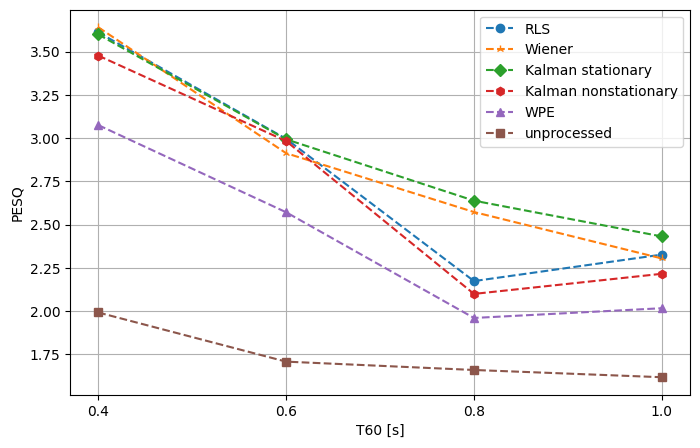 3.50
3.25
3.00
2.75
2.50
2.25
2.00
1.75
PESQ
RLS
Wiener
Kalman stationary
Kalman nonstationary
WPE
unprocessed
0.4
0.6
0.8
1.0
T60 [s]